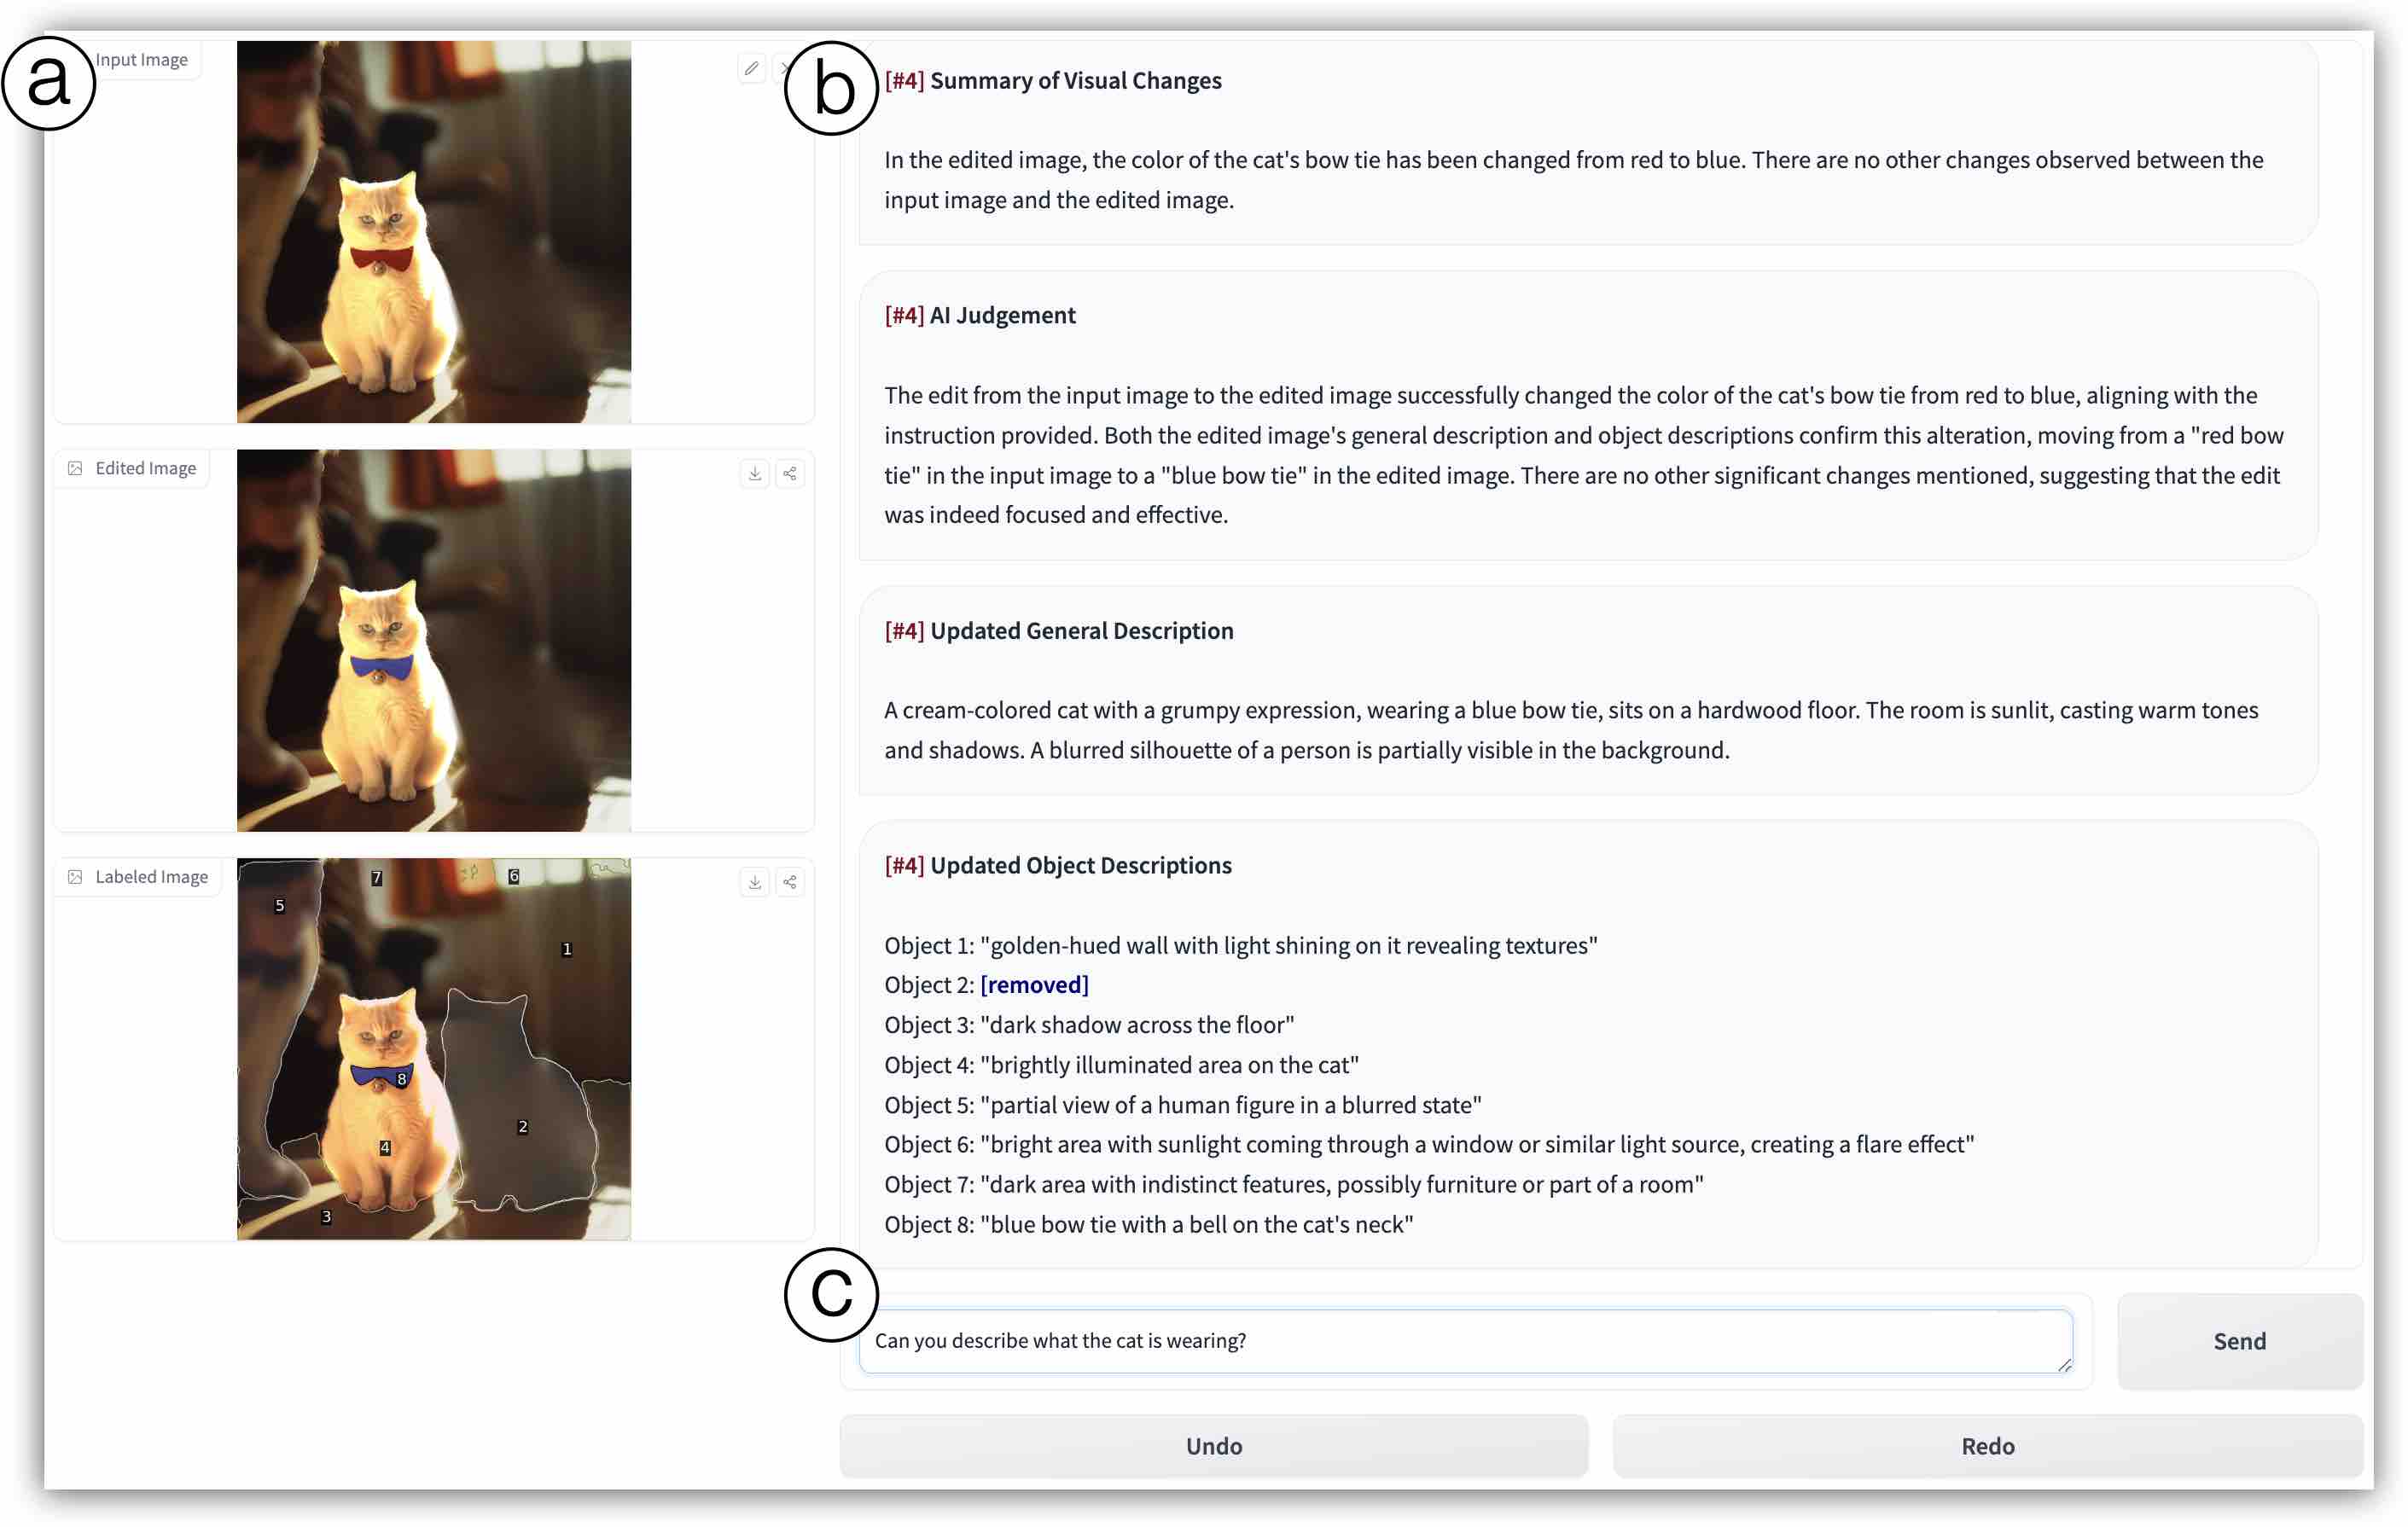 a
Input Image
Edited Image
Labeled Image
7
6
5
1
8
2
4
3
b
[#4] Summary of Visual Changes
In the edited image, the color of the cat's bow tie has been changed from red to blue. There are no other changes observed between the
input image and the edited image.
[#4] AI Judgement
The edit from the input image to the edited image successfully changed the color of the cat's bow tie from red to blue, aligning with the
instruction provided. Both the edited image's general description and object descriptions confirm this alteration, moving from a "red bow
tie" in the input image to a "blue bow tie" in the edited image. There are no other significant changes mentioned, suggesting that the edit
was indeed focused and effective.
[#4] Updated General Description
A cream-colored cat with a grumpy expression, wearing a blue bow tie, sits on a hardwood floor. The room is sunlit, casting warm tones
and shadows. A blurred silhouette of a person is partially visible in the background.
[#4] Updated Object Descriptions
Object 1: "golden-hued wall with light shining on it revealing textures"
Object 2: [removed]
Object 3: "dark shadow across the floor"
Object 4: "brightly illuminated area on the cat"
Object 5: "partial view of a human figure in a blurred state"
Object 6: "bright area with sunlight coming through a window or similar light source, creating a flare effect"
Object 7: "dark area with indistinct features, possibly furniture or part of a room"
Object 8: "blue bow tie with a bell on the cat's neck"
c
Can you describe what the cat is wearing?
Send
Undo
Redo